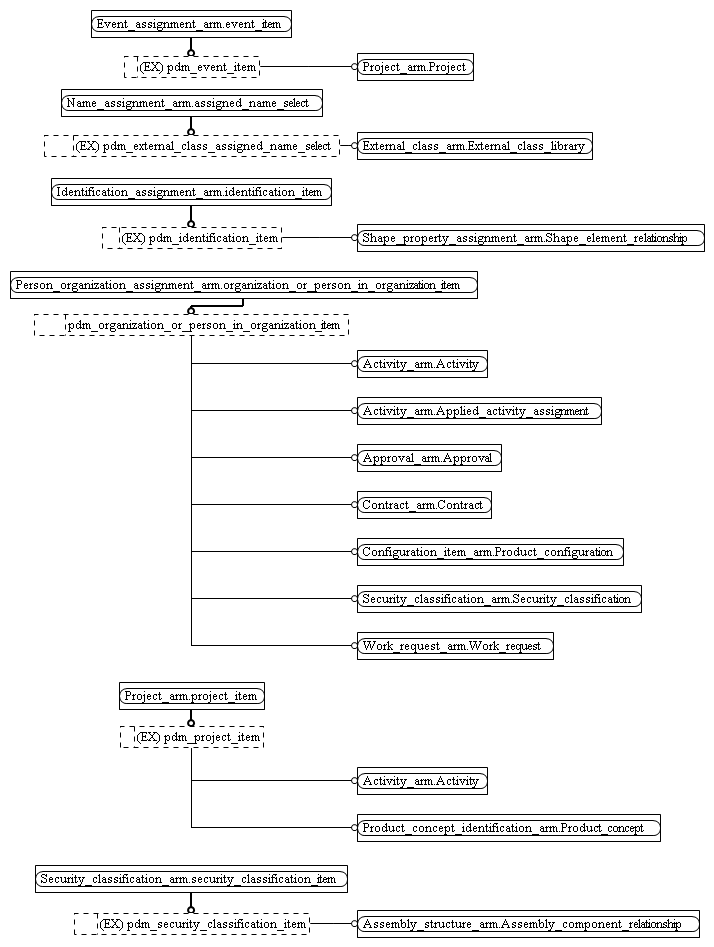 Event_assignment_arm.event_item
(EX) pdm_event_item
Project_arm.Project
Name_assignment_arm.assigned_name_select
(EX) pdm_external_class_assigned_name_select
External_class_arm.External_class_library
Identification_assignment_arm.identification_item
(EX) pdm_identification_item
Shape_property_assignment_arm.Shape_element_relationship
Person_organization_assignment_arm.organization_or_person_in_organization_item
pdm_organization_or_person_in_organization_item
Activity_arm.Activity
Activity_arm.Applied_activity_assignment
Approval_arm.Approval
Contract_arm.Contract
Configuration_item_arm.Product_configuration
Security_classification_arm.Security_classification
Work_request_arm.Work_request
Project_arm.project_item
(EX) pdm_project_item
Activity_arm.Activity
Product_concept_identification_arm.Product_concept
Security_classification_arm.security_classification_item
(EX) pdm_security_classification_item
Assembly_structure_arm.Assembly_component_relationship